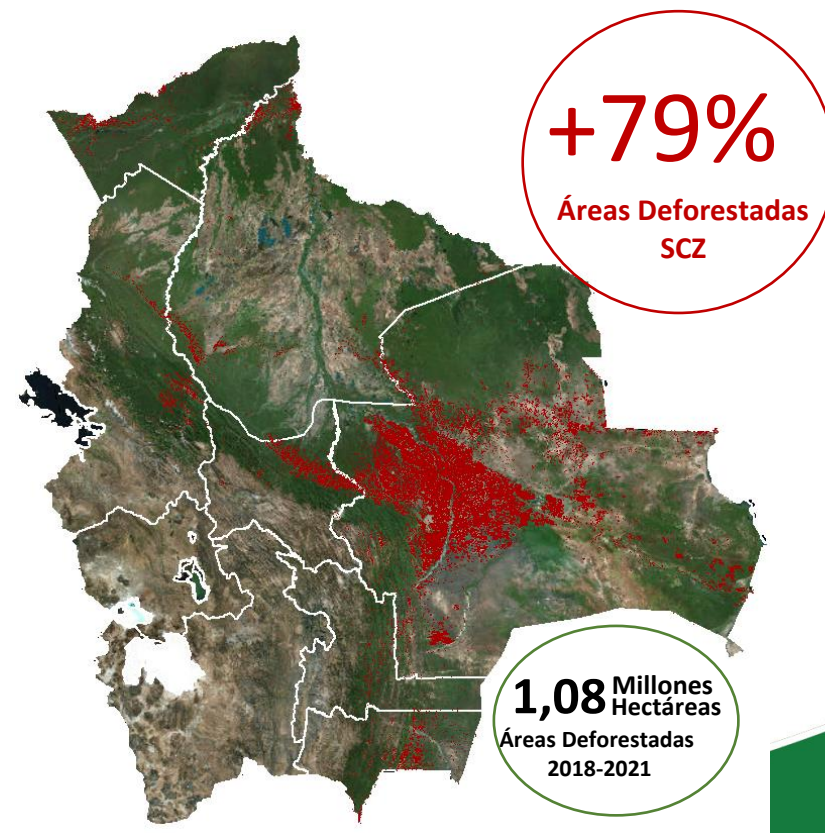 +79%
Áreas Deforestadas
SCZ
1,08 Millones
Hectáreas
Áreas Deforestadas
2018-2021